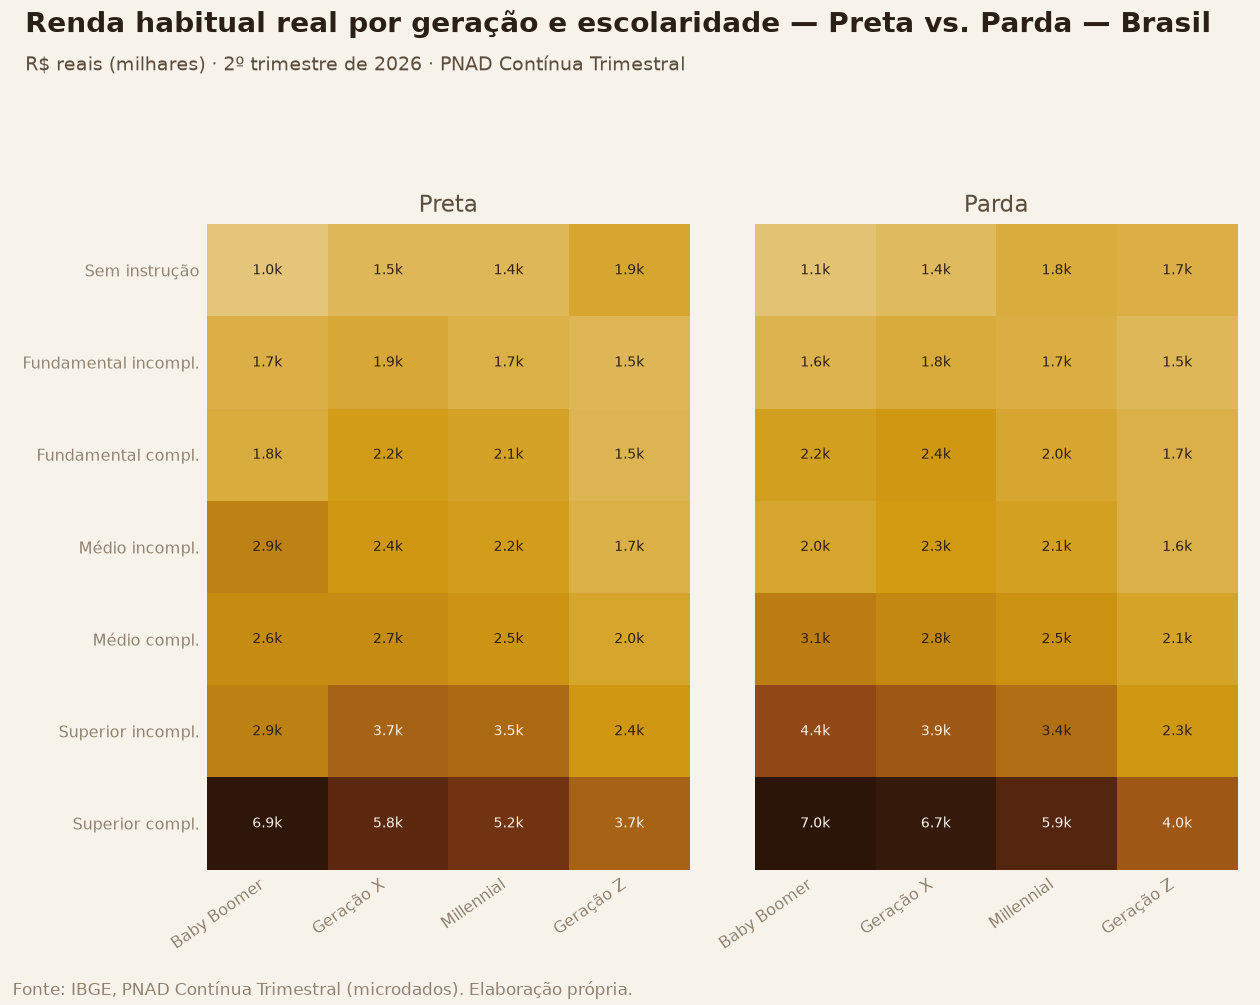 Renda habitual real por geração e escolaridade — Preta vs. Parda — Brasil
R$ reais (milhares) · 2º trimestre de 2026 · PNAD Contínua Trimestral
Preta Parda
Sem instrução 1.0k 1.5k 1.4k 1.9k 1.1k 1.4k 1.8k 1.7k
Fundamental incompl. 1.7k 1.9k 1.7k 1.5k 1.6k 1.8k 1.7k 1.5k
Fundamental compl. 1.8k 2.2k 2.1k 1.5k 2.2k 2.4k 2.0k 1.7k
Médio incompl. 2.9k 2.4k 2.2k 1.7k 2.0k 2.3k 2.1k 1.6k
Médio compl. 2.6k 2.7k 2.5k 2.0k 3.1k 2.8k 2.5k 2.1k
Superior incompl. 2.9k 3.7k 3.5k 2.4k 4.4k 3.9k 3.4k 2.3k
Superior compl. 6.9k 5.8k 5.2k 3.7k 7.0k 6.7k 5.9k 4.0k
Baby Boomer Geração X Millennial Geração Z Baby Boomer Geração X Millennial Geração Z
Fonte: IBGE, PNAD Contínua Trimestral (microdados). Elaboração própria.